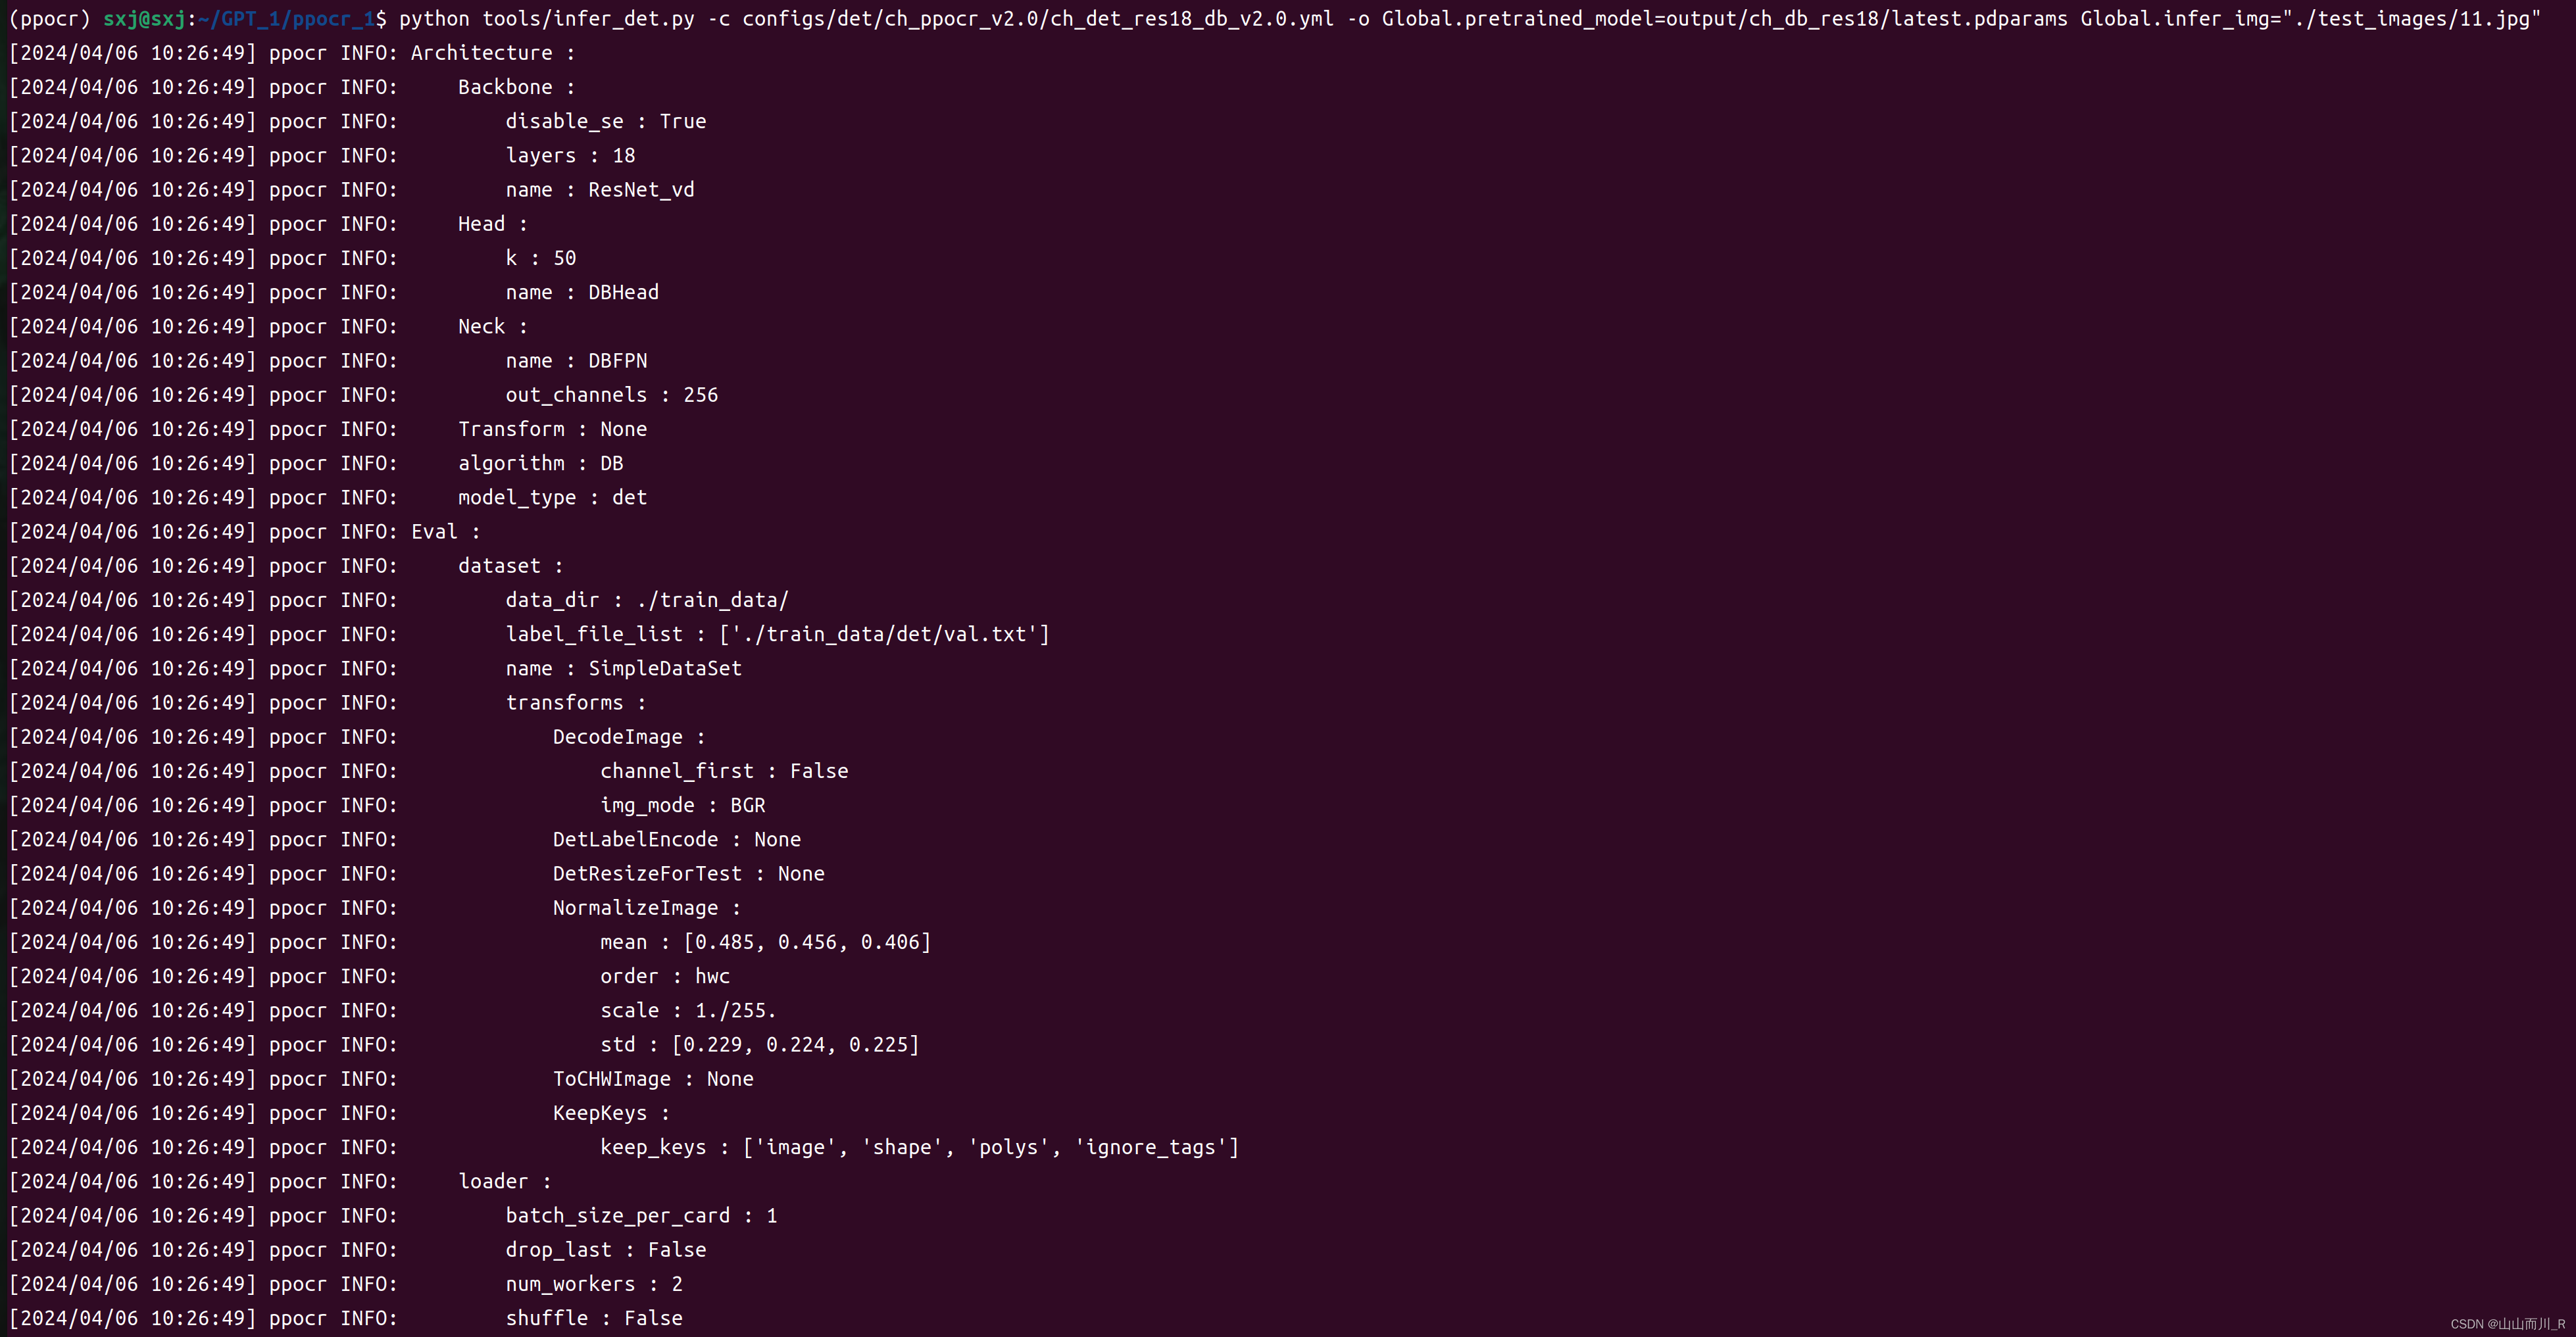 (ppocr) sxj@sxj:~/GPT_1/ppocr_1$ python tools/infer_det.py -c configs/det/ch_ppocr_v2.0/ch_det_res18_db_v2.0.yml -o Global.pretrained_model=output/ch_db_res18/latest.pdparams Global.infer_img="./test_images/11.jpg"
[2024/04/06 10:26:49] ppocr INFO: Architecture :
[2024/04/06 10:26:49] ppocr INFO:     Backbone :
[2024/04/06 10:26:49] ppocr INFO:         disable_se : True
[2024/04/06 10:26:49] ppocr INFO:         layers : 18
[2024/04/06 10:26:49] ppocr INFO:         name : ResNet_vd
[2024/04/06 10:26:49] ppocr INFO:     Head :
[2024/04/06 10:26:49] ppocr INFO:         k : 50
[2024/04/06 10:26:49] ppocr INFO:         name : DBHead
[2024/04/06 10:26:49] ppocr INFO:     Neck :
[2024/04/06 10:26:49] ppocr INFO:         name : DBFPN
[2024/04/06 10:26:49] ppocr INFO:         out_channels : 256
[2024/04/06 10:26:49] ppocr INFO:     Transform : None
[2024/04/06 10:26:49] ppocr INFO:     algorithm : DB
[2024/04/06 10:26:49] ppocr INFO:     model_type : det
[2024/04/06 10:26:49] ppocr INFO: Eval :
[2024/04/06 10:26:49] ppocr INFO:     dataset :
[2024/04/06 10:26:49] ppocr INFO:         data_dir : ./train_data/
[2024/04/06 10:26:49] ppocr INFO:         label_file_list : ['./train_data/det/val.txt']
[2024/04/06 10:26:49] ppocr INFO:         name : SimpleDataSet
[2024/04/06 10:26:49] ppocr INFO:         transforms :
[2024/04/06 10:26:49] ppocr INFO:             DecodeImage :
[2024/04/06 10:26:49] ppocr INFO:                 channel_first : False
[2024/04/06 10:26:49] ppocr INFO:                 img_mode : BGR
[2024/04/06 10:26:49] ppocr INFO:             DetLabelEncode : None
[2024/04/06 10:26:49] ppocr INFO:             DetResizeForTest : None
[2024/04/06 10:26:49] ppocr INFO:             NormalizeImage :
[2024/04/06 10:26:49] ppocr INFO:                 mean : [0.485, 0.456, 0.406]
[2024/04/06 10:26:49] ppocr INFO:                 order : hwc
[2024/04/06 10:26:49] ppocr INFO:                 scale : 1./255.
[2024/04/06 10:26:49] ppocr INFO:                 std : [0.229, 0.224, 0.225]
[2024/04/06 10:26:49] ppocr INFO:             ToCHWImage : None
[2024/04/06 10:26:49] ppocr INFO:             KeepKeys :
[2024/04/06 10:26:49] ppocr INFO:                 keep_keys : ['image', 'shape', 'polys', 'ignore_tags']
[2024/04/06 10:26:49] ppocr INFO:     loader :
[2024/04/06 10:26:49] ppocr INFO:         batch_size_per_card : 1
[2024/04/06 10:26:49] ppocr INFO:         drop_last : False
[2024/04/06 10:26:49] ppocr INFO:         num_workers : 2
[2024/04/06 10:26:49] ppocr INFO:         shuffle : False
CSDN @山山而川_R